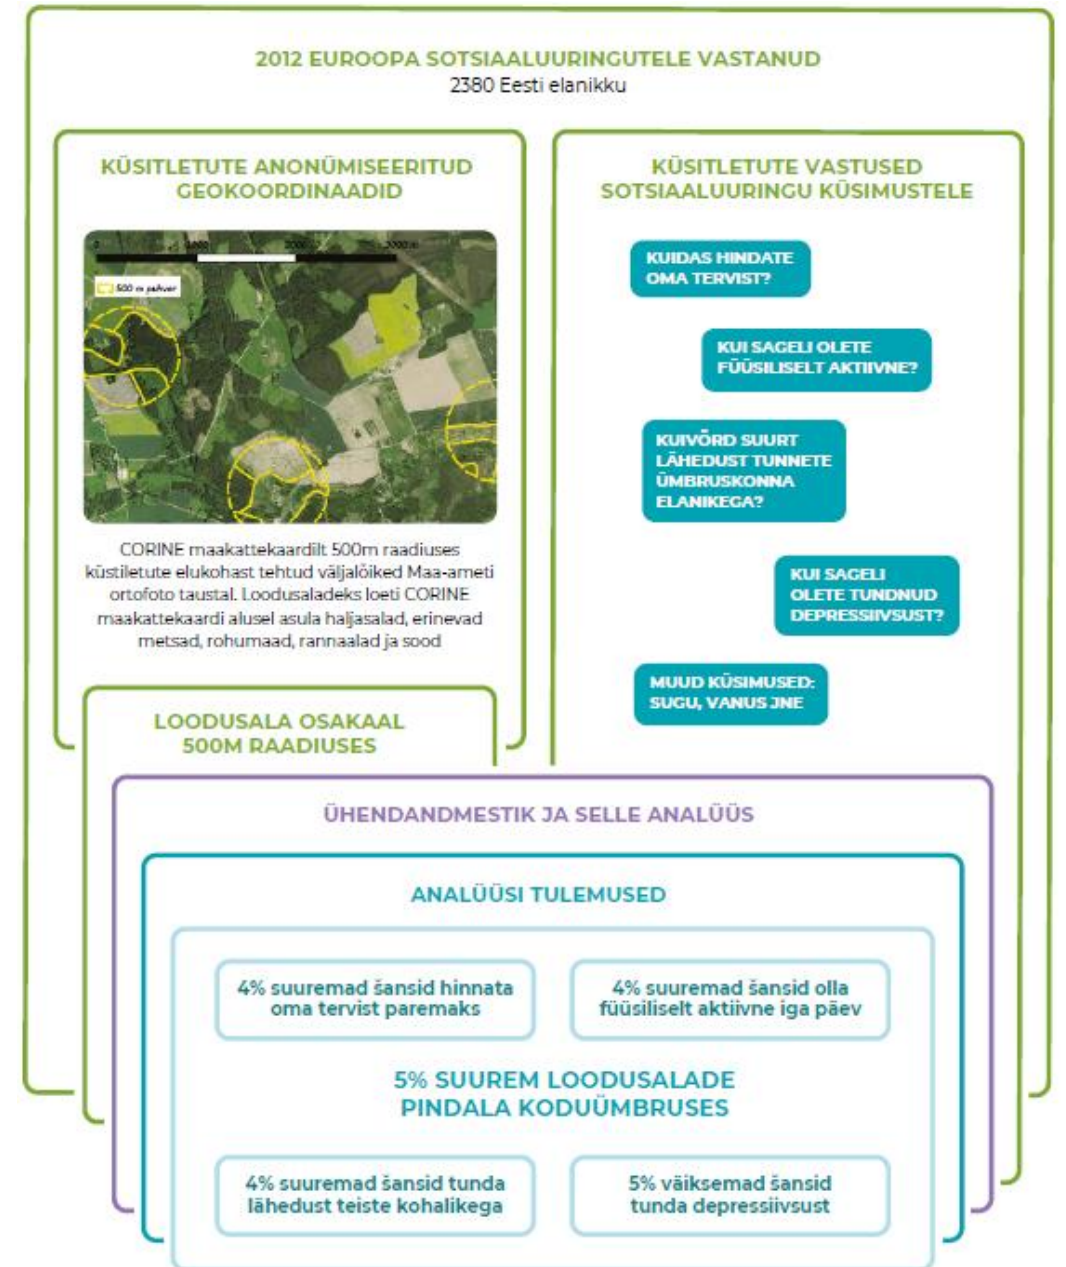 2012 EUROOPA SOTSIAALUURINGUTELE VASTANUD
2380 Eesti elanikku
KÜSITLETUTE ANONÜMISEERITUD
GEOKOORDINAADID
0 1000 2000 3000 m
500 m puhver
CORINE maakattekaardilt 500m raadiuses
küstiletute elukohast tehtud väljalõiked Maa-ameti
ortofoto taustal. Loodusaladeks loeti CORINE
maakattekaardi alusel asula haljasalad, erinevad
metsad, rohumaad, rannaalad ja sood
LOODUSALA OSAKAAL
500M RAADIUSES
KÜSITLETUTE VASTUSED
SOTSIAALUURINGU KÜSIMUSTELE
KUIDAS HINDATE
OMA TERVIST?
KUI SAGELI OLETE
FÜÜSILISELT AKTIIVNE?
KUIVÕRD SUURT
LÄHEDUST TUNNETE
ÜMBRUSKONNA
ELANIKEGA?
KUI SAGELI
OLETE TUNDNUD
DEPRESSIIVSUST?
MUUD KÜSIMUSED:
SUGU, VANUS JNE
ÜHENDANDMESTIK JA SELLE ANALÜÜS
ANALÜÜSI TULEMUSED
4% suuremad šansid hinnata
oma tervist paremaks
4% suuremad šansid olla
füüsiliselt aktiivne iga päev
5% SUUREM LOODUSALADE
PINDALA KODUÜMBRUSES
4% suuremad šansid tunda
lähedust teiste kohalikega
5% väiksemad šansid
tunda depressiivsust